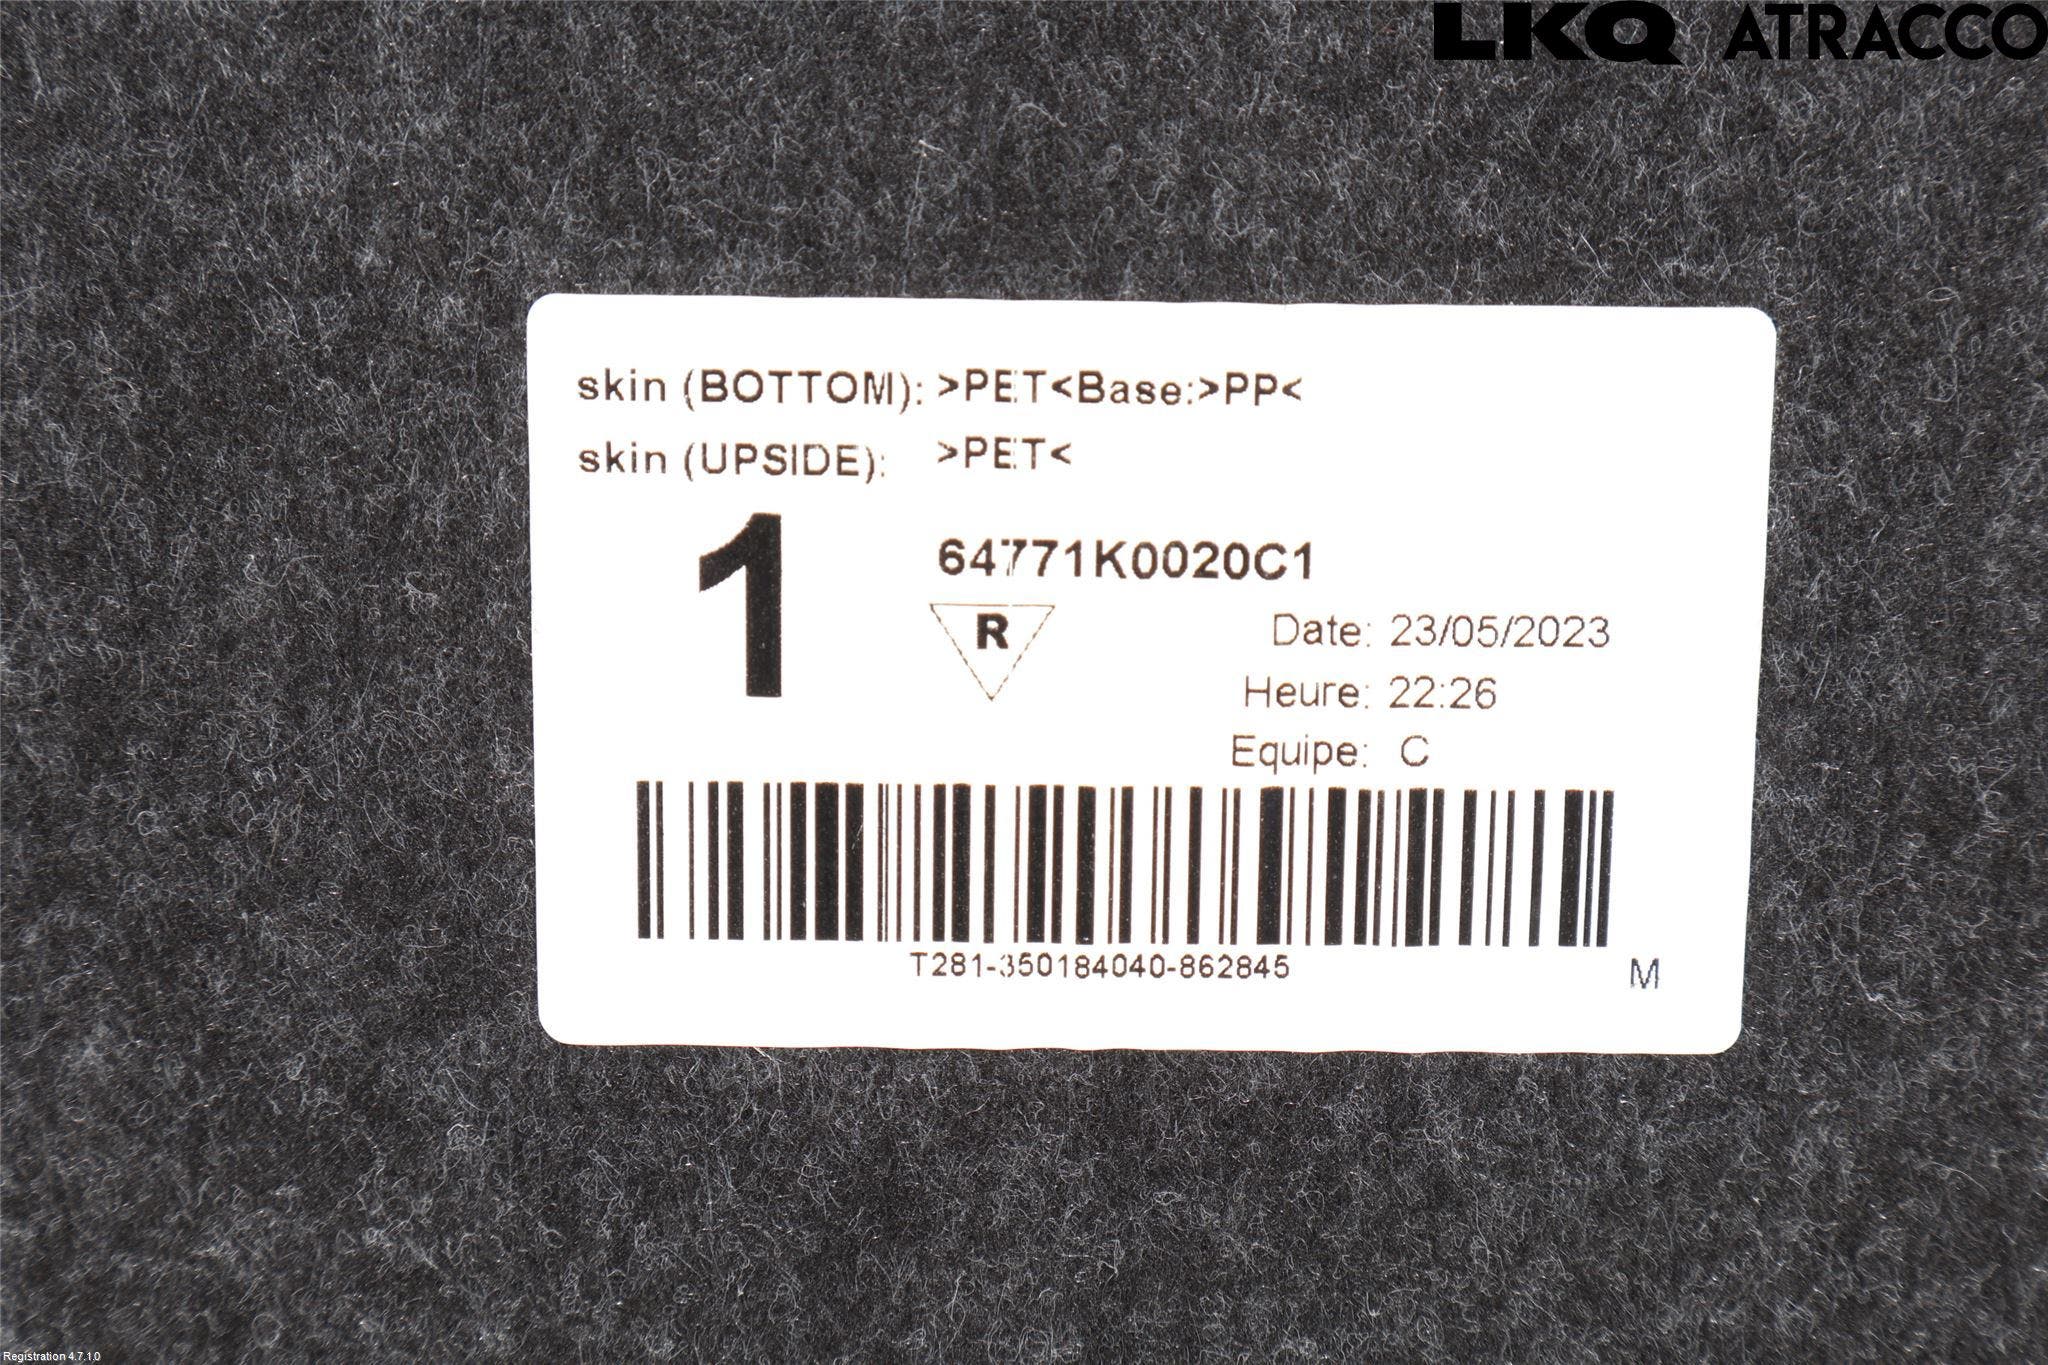 LKQ ATRACCO
skin (BOTTOM): >PET<Base:>PP<
skin (UPSIDE): >PET<
1
64771K0020C1
R
Date: 23/05/2023
Heure: 22:26
Equipe: C
T281-350184040-862845
M
Registration 4.7.1.0